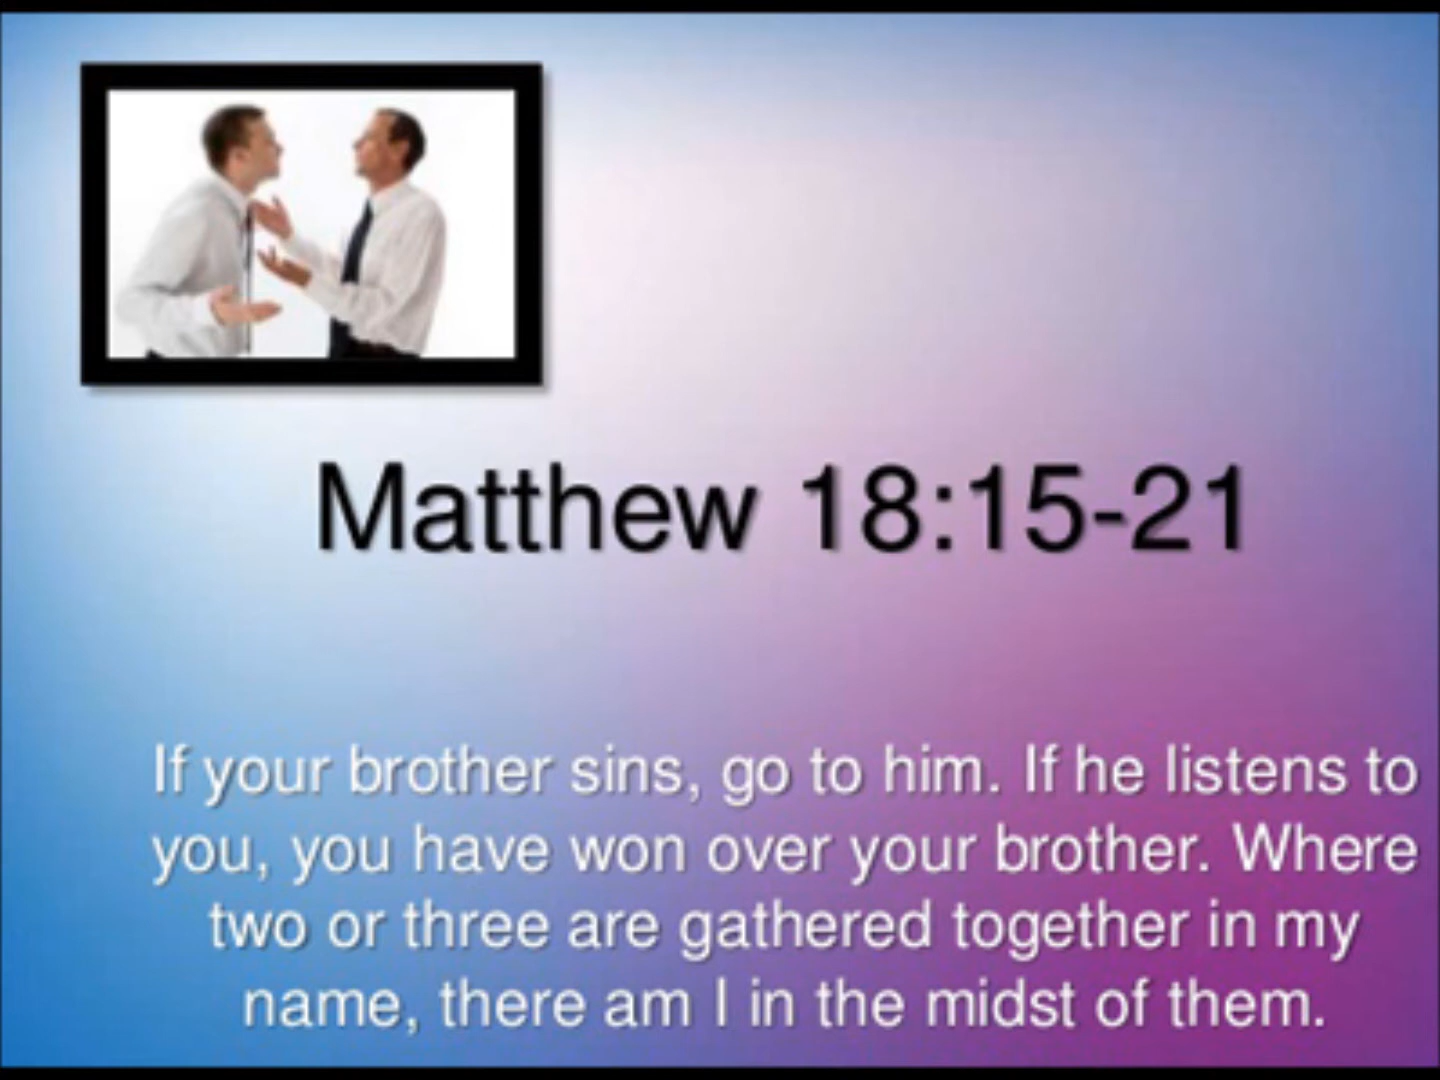 Matthew 18:15-21
If your brother sins, go to him. If he listens to
you, you have won over your brother. Where
two or three are gathered together in my
name, there am I in the midst of them.